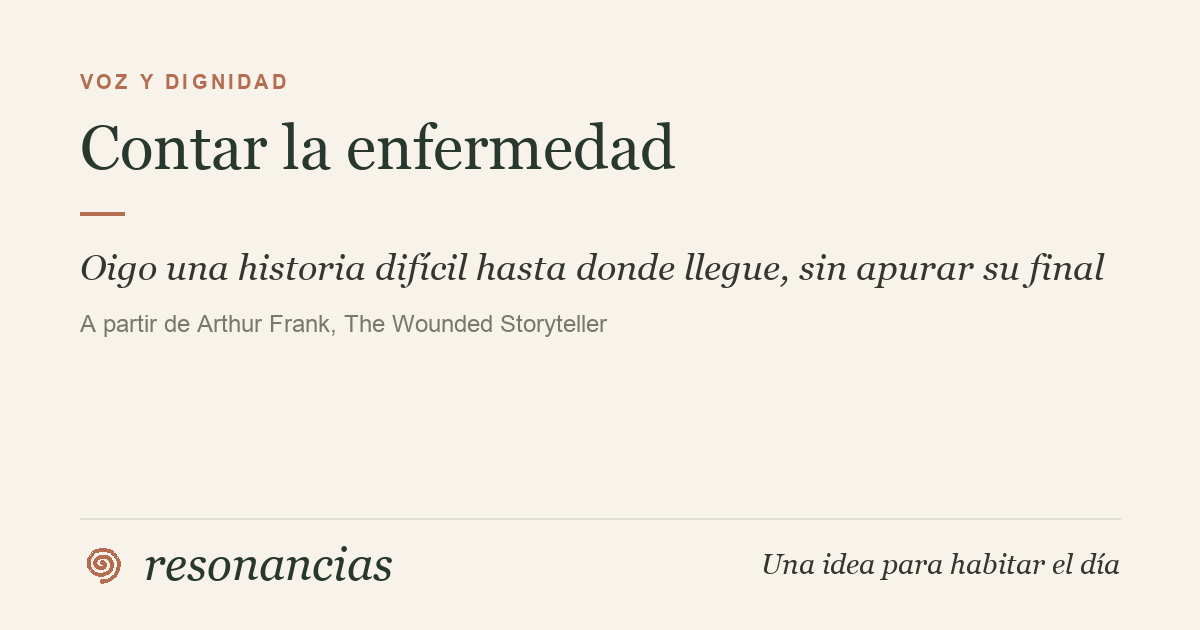 VOZ Y DIGNIDAD
Contar la enfermedad
Oigo una historia difícil hasta donde llegue, sin apurar su final
A partir de Arthur Frank, The Wounded Storyteller
resonancias
Una idea para habitar el día